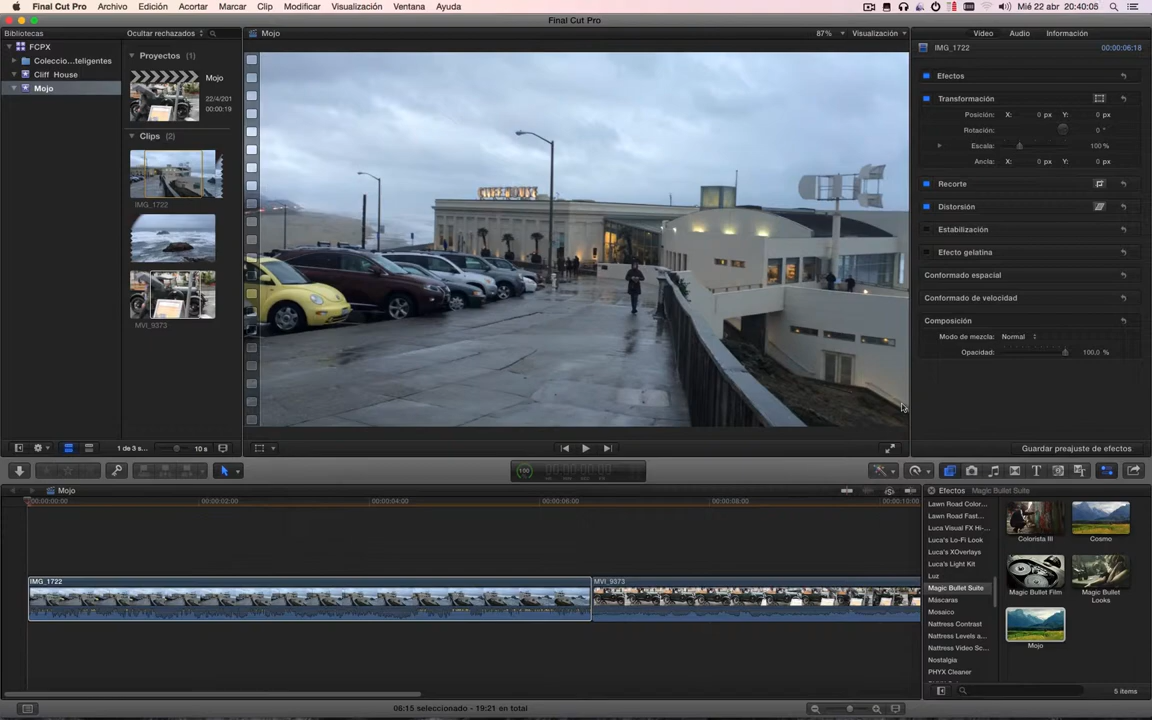 Final Cut Pro Archivo Edición Acortar Marcar Clip Modificar Visualización Ventana Ayuda Mié 22 abr 20:40:05
Final Cut Pro
Bibliotecas Ocultar rechazados Mojo 87% Visualización Vídeo Audio Información
FCPX
Coleccio...teligentes
Cliff House
Mojo
Proyectos (1)
Mojo
22/4/201
00:00:19
Clips (2)
IMG_1722
MVI_9373
IMG_1722 00:00:06:18
Efectos
Transformación
Posición: X: 0 px Y: 0 px
Rotación: 0 °
Escala: 100 %
Ancla: X: 0 px Y: 0 px
Recorte
Distorsión
Estabilización
Efecto gelatina
Conformado espacial
Conformado de velocidad
Composición
Modo de mezcla: Normal
Opacidad: 100,0 %
1 de 3 s... 10s Guardar preajuste de efectos
100
Mojo
00:00:00:00 00:00:02:00 00:00:04:00 00:00:06:00 00:00:08:00 00:00:10:00
IMG_1722 MVI_9373
Efectos Magic Bullet Suite
Lawn Road Color...
Lawn Road Fast...
Luca Visual FX Hi-...
Luca's Lo-Fi Look
Luca's XOverlays
Luca's Light Kit
Luz
Magic Bullet Suite
Máscaras
Mosaico
Nattress Contrast
Nattress Levels a...
Nattress Video Sc...
Nostalgia
PHYX Cleaner
Colorista III Cosmo
Magic Bullet Film Magic Bullet Looks
Mojo
06:15 seleccionado - 19:21 en total 5 items